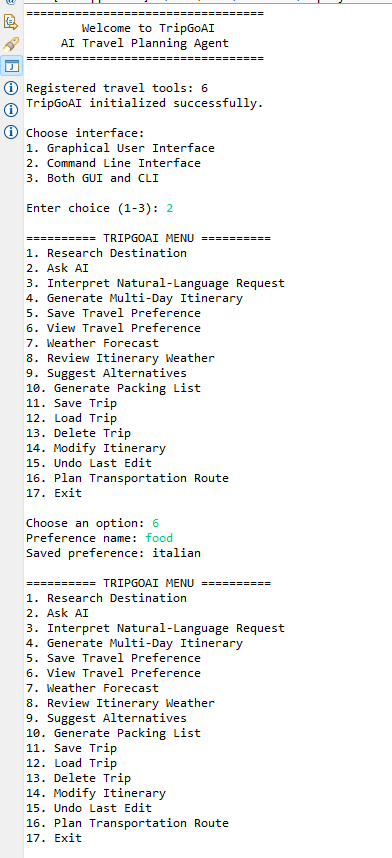 ==================================
Welcome to TripGoAI
AI Travel Planning Agent
==================================
Registered travel tools: 6
TripGoAI initialized successfully.
Choose interface:
1. Graphical User Interface
2. Command Line Interface
3. Both GUI and CLI
Enter choice (1-3): 2
========== TRIPGOAI MENU ==========
1. Research Destination
2. Ask AI
3. Interpret Natural-Language Request
4. Generate Multi-Day Itinerary
5. Save Travel Preference
6. View Travel Preference
7. Weather Forecast
8. Review Itinerary Weather
9. Suggest Alternatives
10. Generate Packing List
11. Save Trip
12. Load Trip
13. Delete Trip
14. Modify Itinerary
15. Undo Last Edit
16. Plan Transportation Route
17. Exit
Choose an option: 6
Preference name: food
Saved preference: italian
========== TRIPGOAI MENU ==========
1. Research Destination
2. Ask AI
3. Interpret Natural-Language Request
4. Generate Multi-Day Itinerary
5. Save Travel Preference
6. View Travel Preference
7. Weather Forecast
8. Review Itinerary Weather
9. Suggest Alternatives
10. Generate Packing List
11. Save Trip
12. Load Trip
13. Delete Trip
14. Modify Itinerary
15. Undo Last Edit
16. Plan Transportation Route
17. Exit